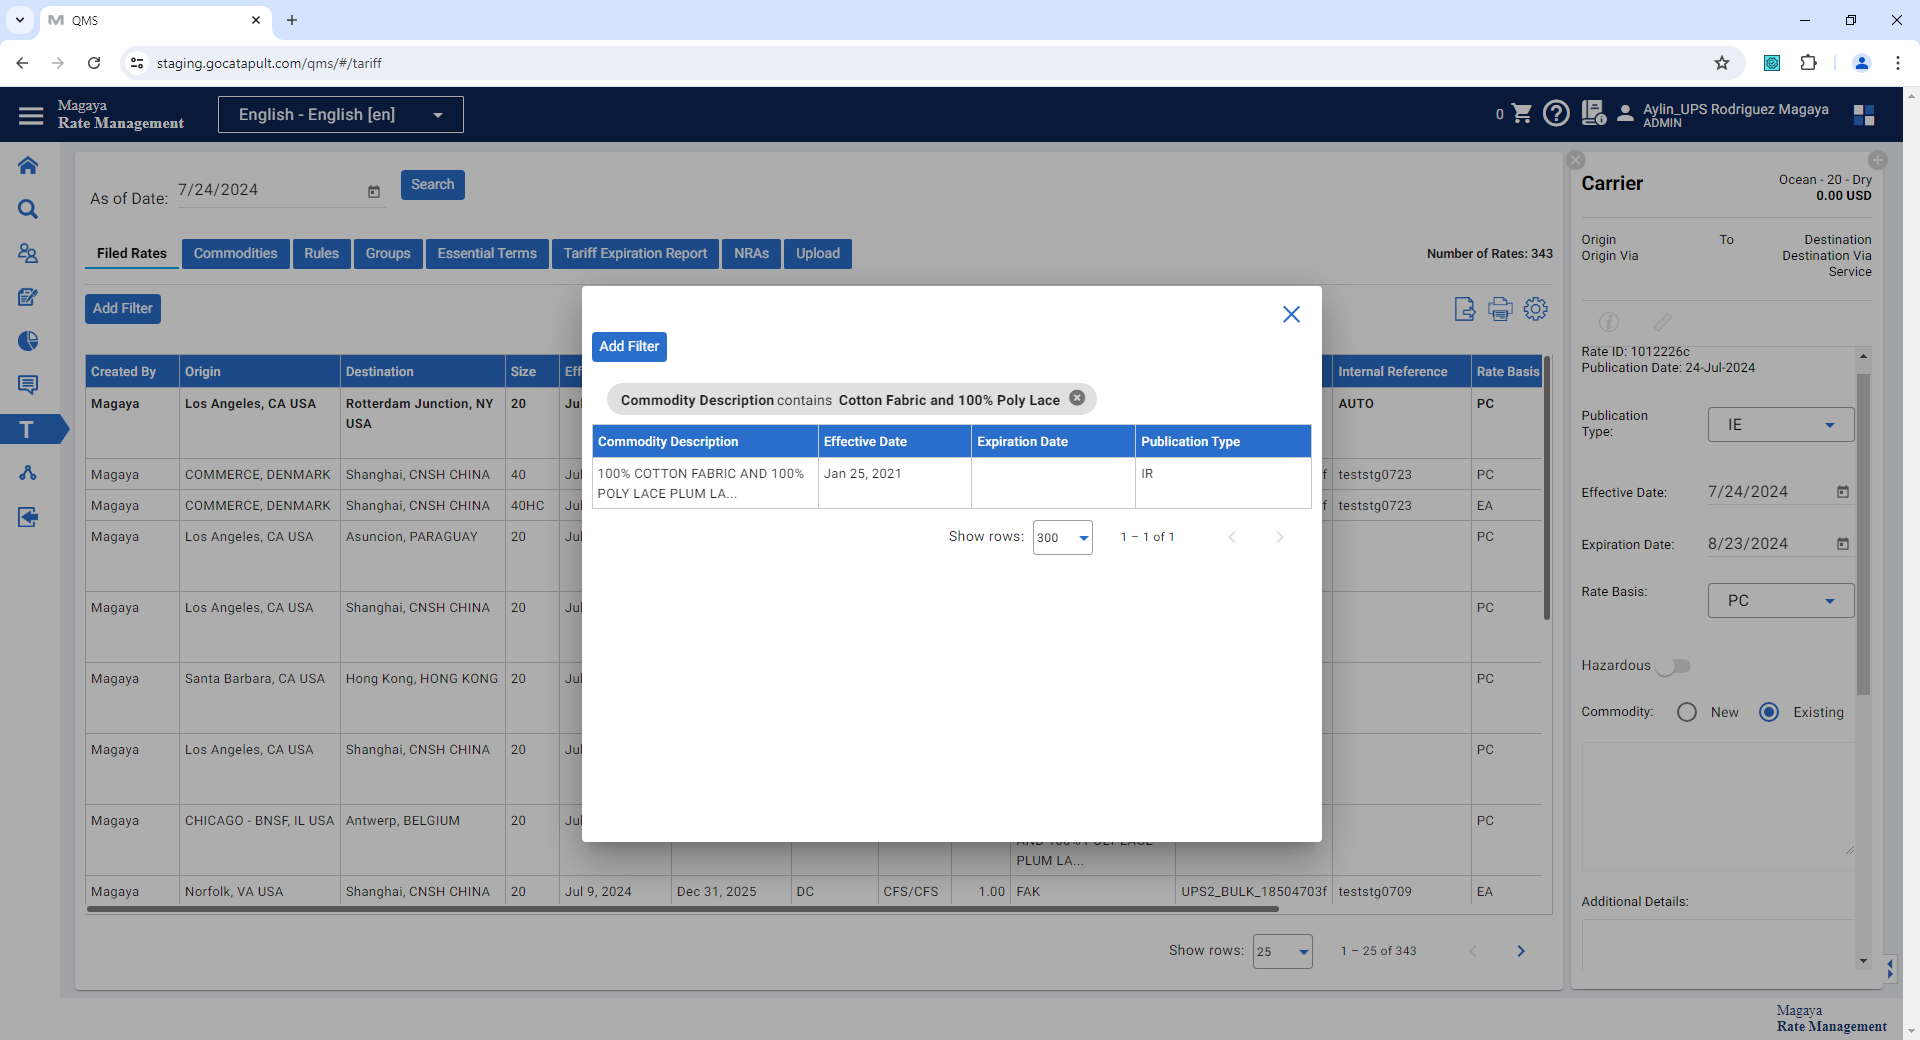 QMS
staging.gocatapult.com/qms/#/tariff
Magaya
Rate Management
English - English [en]
0
Aylin_UPS Rodriguez Magaya
ADMIN
As of Date: 7/24/2024
Search
Filed Rates
Commodities
Rules
Groups
Essential Terms
Tariff Expiration Report
NRAs
Upload
Number of Rates: 343
Add Filter
Created By Origin Destination Size Eff Internal Reference Rate Basis
Magaya Los Angeles, CA USA Rotterdam Junction, NY USA 20 Jul AUTO PC
Magaya COMMERCE, DENMARK Shanghai, CNSH CHINA 40 Jul f teststg0723 PC
Magaya COMMERCE, DENMARK Shanghai, CNSH CHINA 40HC Jul f teststg0723 EA
Magaya Los Angeles, CA USA Asuncion, PARAGUAY 20 Jul PC
Magaya Los Angeles, CA USA Shanghai, CNSH CHINA 20 Jul PC
Magaya Santa Barbara, CA USA Hong Kong, HONG KONG 20 Jul PC
Magaya Los Angeles, CA USA Shanghai, CNSH CHINA 20 Jul PC
Magaya CHICAGO - BNSF, IL USA Antwerp, BELGIUM 20 Jul PC
AND 100% POLY LACE
PLUM LA...
Magaya Norfolk, VA USA Shanghai, CNSH CHINA 20 Jul 9, 2024 Dec 31, 2025 DC CFS/CFS 1.00 FAK UPS2_BULK_18504703f teststg0709 EA
Show rows: 25 1 – 25 of 343
Add Filter
Commodity Description contains Cotton Fabric and 100% Poly Lace
Commodity Description Effective Date Expiration Date Publication Type
100% COTTON FABRIC AND 100% Jan 25, 2021 IR
POLY LACE PLUM LA...
Show rows: 300 1 – 1 of 1
Carrier
Ocean - 20 - Dry
0.00 USD
Origin To Destination
Origin Via Destination Via
Service
Rate ID: 1012226c
Publication Date: 24-Jul-2024
Publication
Type: IE
Effective Date: 7/24/2024
Expiration Date: 8/23/2024
Rate Basis: PC
Hazardous
Commodity: New Existing
Additional Details:
Magaya
Rate Management
T